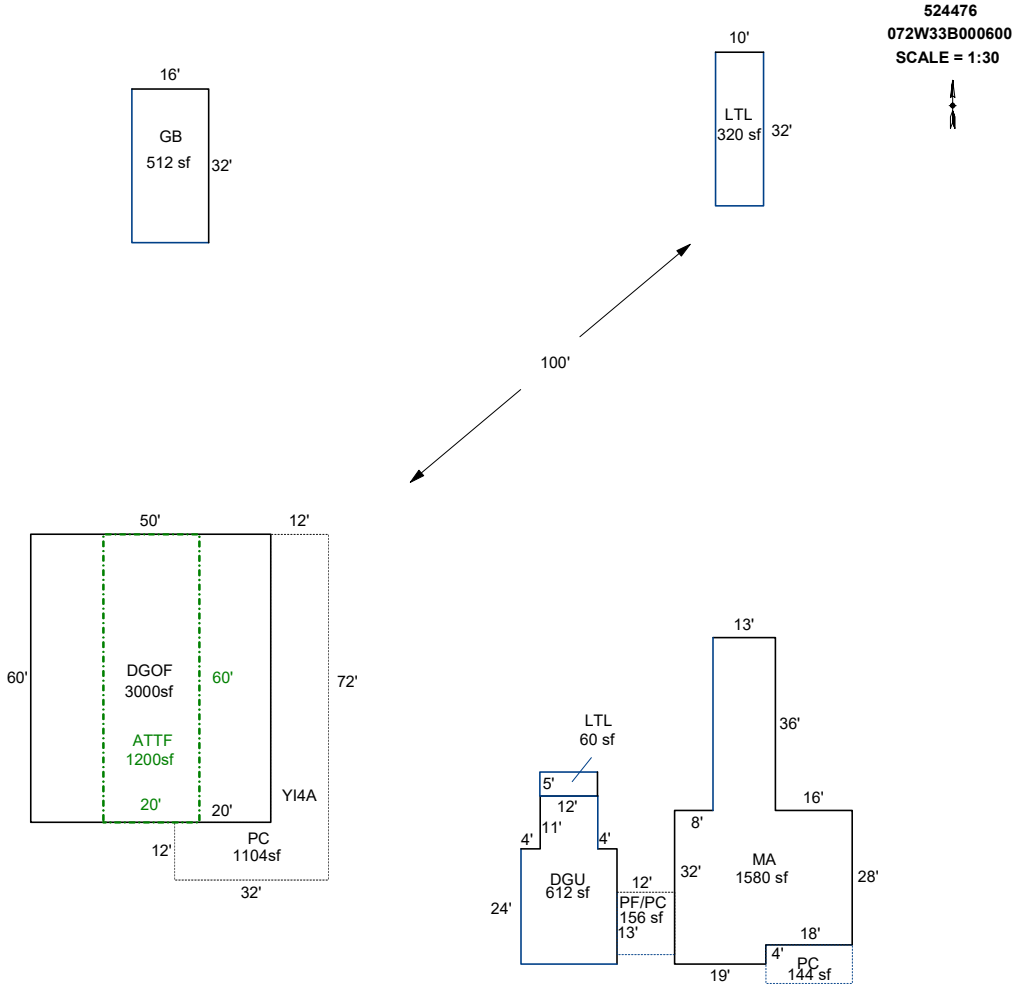 524476
072W33B000600
SCALE = 1:30
16'
GB
512 sf
32'
10'
LTL
320 sf
32'
100'
50'
12'
60'
DGOF
3000sf
60'
72'
ATTF
1200sf
20'
20'
YI4A
12'
PC
1104sf
32'
13'
36'
LTL
60 sf
5'
12'
11'
4'
4'
8'
16'
DGU
612 sf
24'
12'
PF/PC
156 sf
13'
32'
MA
1580 sf
28'
18'
4'
PC
144 sf
19'